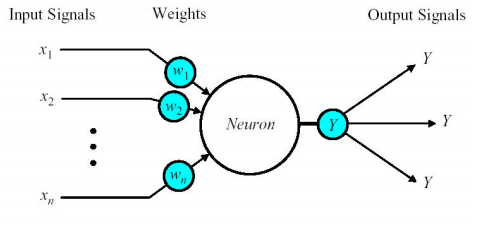 Input Signals Weights Output Signals
x₁
w₁
Y
x₂
w₂
Neuron
Y
Y
wₙ
xₙ
Y